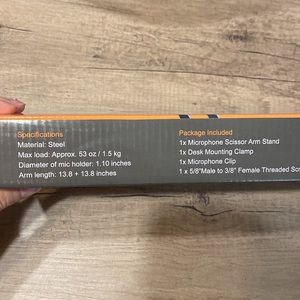 Specifications
Material: Steel
Max load: Approx. 53 oz / 1.5 kg
Diameter of mic holder: 1.10 inches
Arm length: 13.8 + 13.8 inches
Package Included
1x Microphone Scissor Arm Stand
1x Desk Mounting Clamp
1x Microphone Clip
1 x 5/8"Male to 3/8" Female Threaded Scr